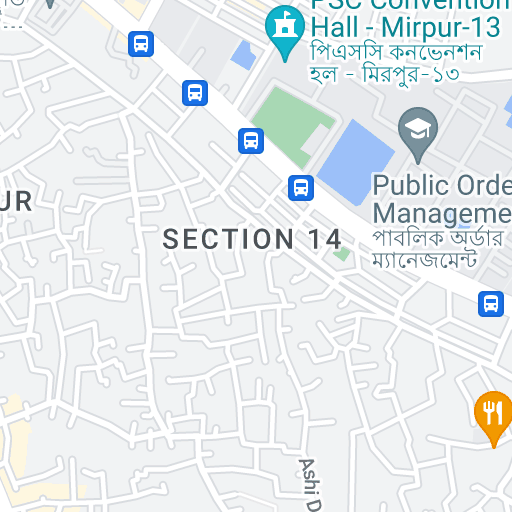 PSC Convention
Hall - Mirpur-13
পিএসসি কনভেনশন
হল - মিরপুর-১৩
Public Orde
Manageme
পাবলিক অর্ডার
ম্যানেজমেন্ট
UR
SECTION 14
Ashi D